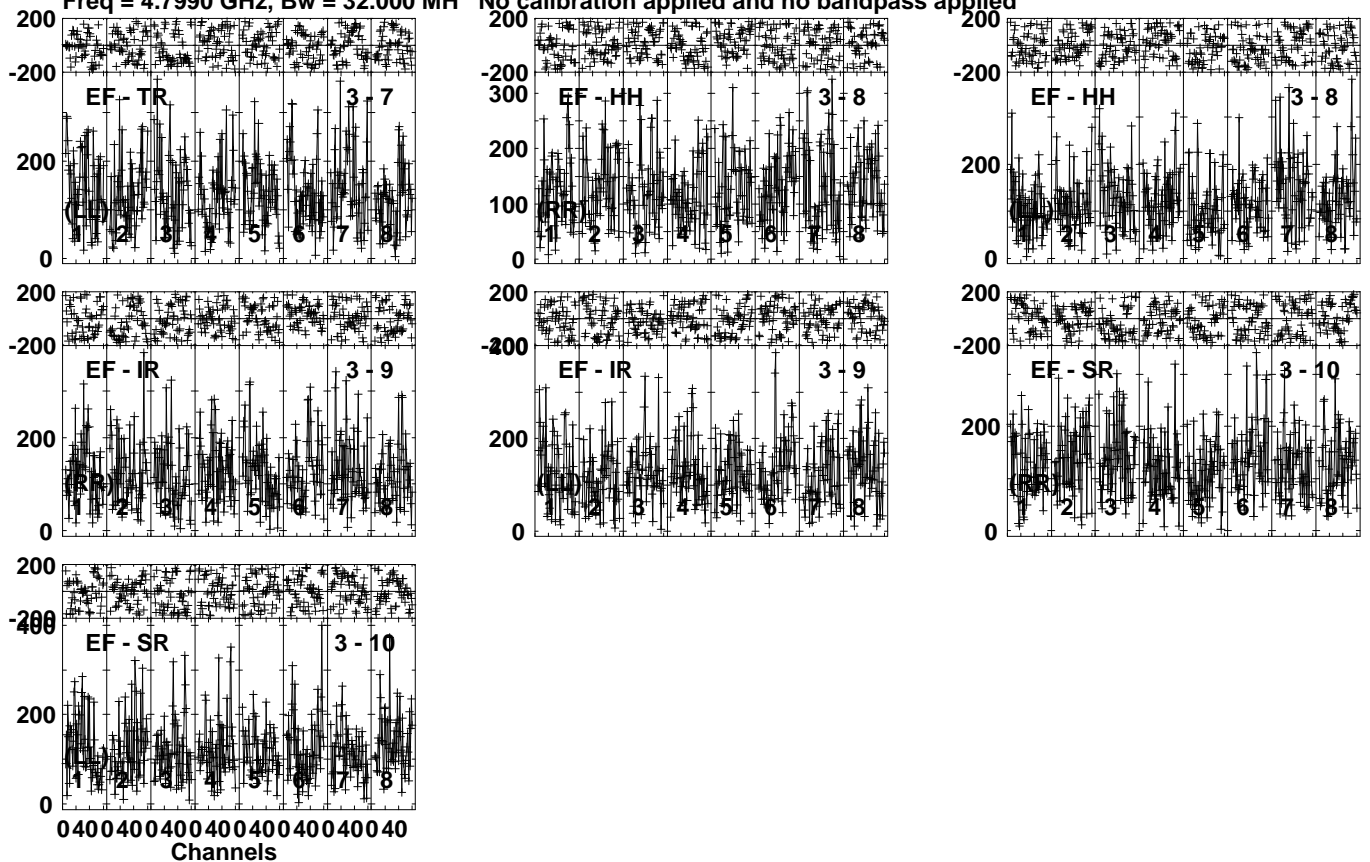 Freq = 4.7990 GHz, Bw = 32.000 MH No calibration applied and no bandpass applied
200 200 200
-200 -200 -200
EF - TR 3 - 7 300 EF - HH 3 - 8 EF - HH 3 - 8
200 200 200
100
(LL) (RR) (LL)
1 2 3 4 5 6 7 8 1 2 3 4 5 6 7 8 1 2 3 4 5 6 7 8
0 0 0
200 200 200
-200 -200 400 -200
EF - IR 3 - 9 EF - IR 3 - 9 EF - SR 3 - 10
200 200 200
(RR) (LL) (RR)
1 2 3 4 5 6 7 8 1 2 3 4 5 6 7 8 1 2 3 4 5 6 7 8
0 0 0
200
-200
400
EF - SR 3 - 10
200
(LL)
1 2 3 4 5 6 7 8
0
0 40 0 40 0 40 0 40 0 40 0 40 0 40 0 40
Channels